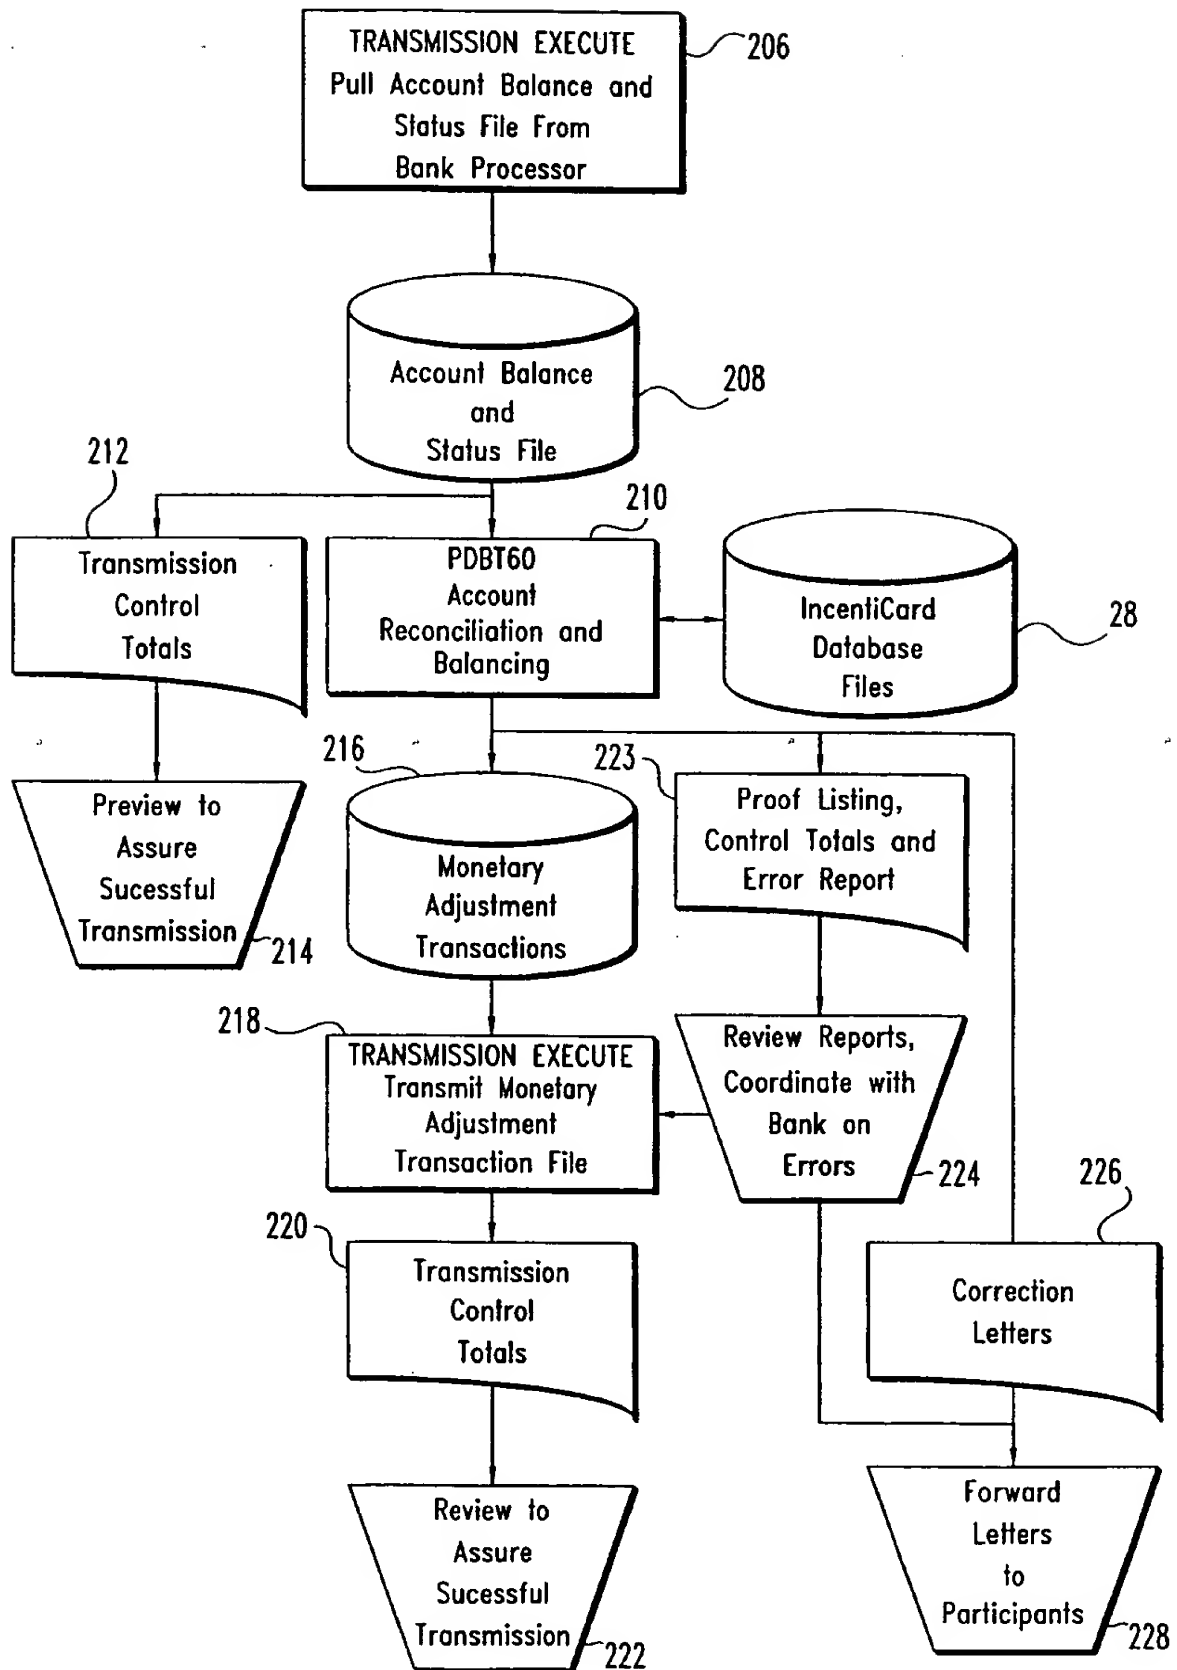 TRANSMISSION EXECUTE
Pull Account Balance and
Status File From
Bank Processor
206
Account Balance
and
Status File
208
212
Transmission
Control
Totals
210
PDBT60
Account
Reconciliation and
Balancing
IncentiCard
Database
Files
28
Preview to
Assure
Sucessful
Transmission
214
216
Monetary
Adjustment
Transactions
223
Proof Listing,
Control Totals and
Error Report
218
TRANSMISSION EXECUTE
Transmit Monetary
Adjustment
Transaction File
Review Reports,
Coordinate with
Bank on
Errors
224
220
Transmission
Control
Totals
226
Correction
Letters
Review to
Assure
Sucessful
Transmission
222
Forward
Letters
to
Participants
228